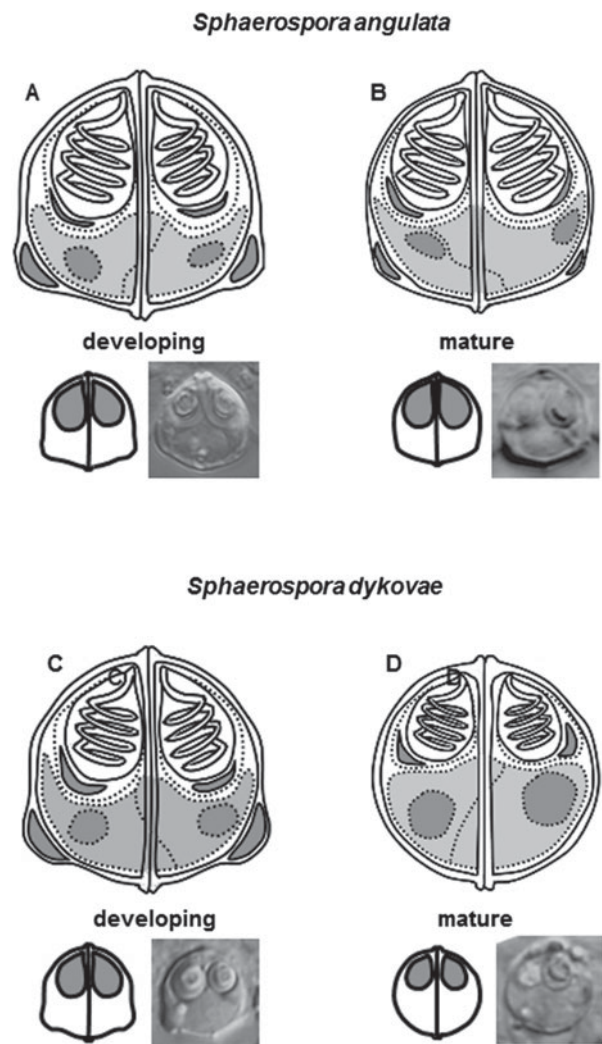 Sphaerospora angulata
A B
developing mature
Sphaerospora dykovae
C D
C D
developing mature